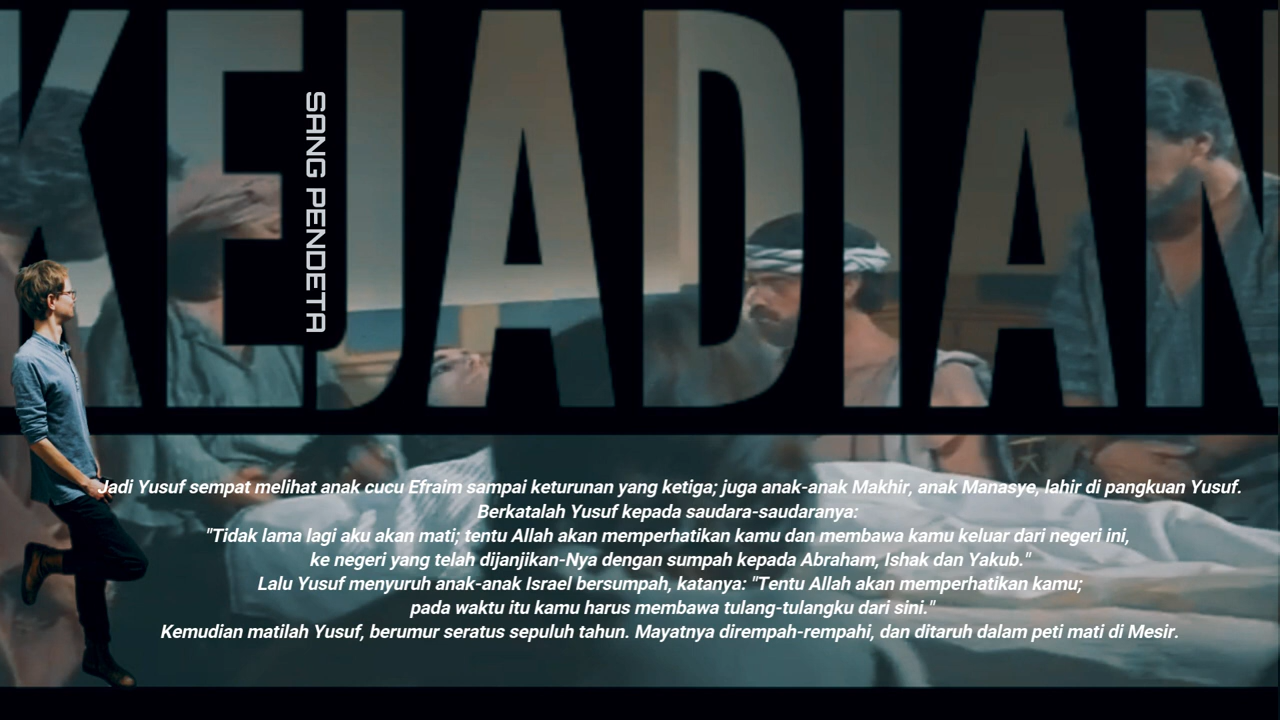 KEJADIAN
SANG PENDETA
Jadi Yusuf sempat melihat anak cucu Efraim sampai keturunan yang ketiga; juga anak-anak Makhir, anak Manasye, lahir di pangkuan Yusuf.
Berkatalah Yusuf kepada saudara-saudaranya:
"Tidak lama lagi aku akan mati; tentu Allah akan memperhatikan kamu dan membawa kamu keluar dari negeri ini,
ke negeri yang telah dijanjikan-Nya dengan sumpah kepada Abraham, Ishak dan Yakub."
Lalu Yusuf menyuruh anak-anak Israel bersumpah, katanya: "Tentu Allah akan memperhatikan kamu;
pada waktu itu kamu harus membawa tulang-tulangku dari sini."
Kemudian matilah Yusuf, berumur seratus sepuluh tahun. Mayatnya dirempah-rempahi, dan ditaruh dalam peti mati di Mesir.